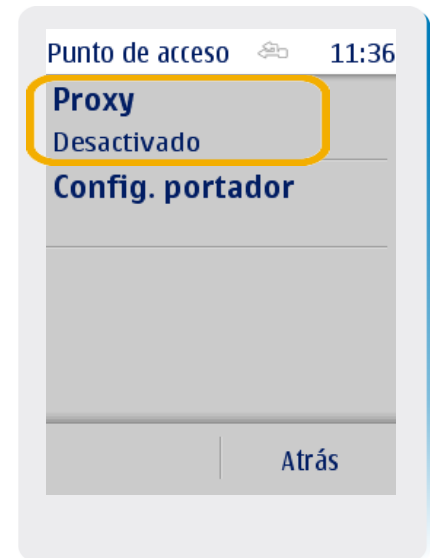 Punto de acceso 11:36
Proxy
Desactivado
Config. portador
Atrás